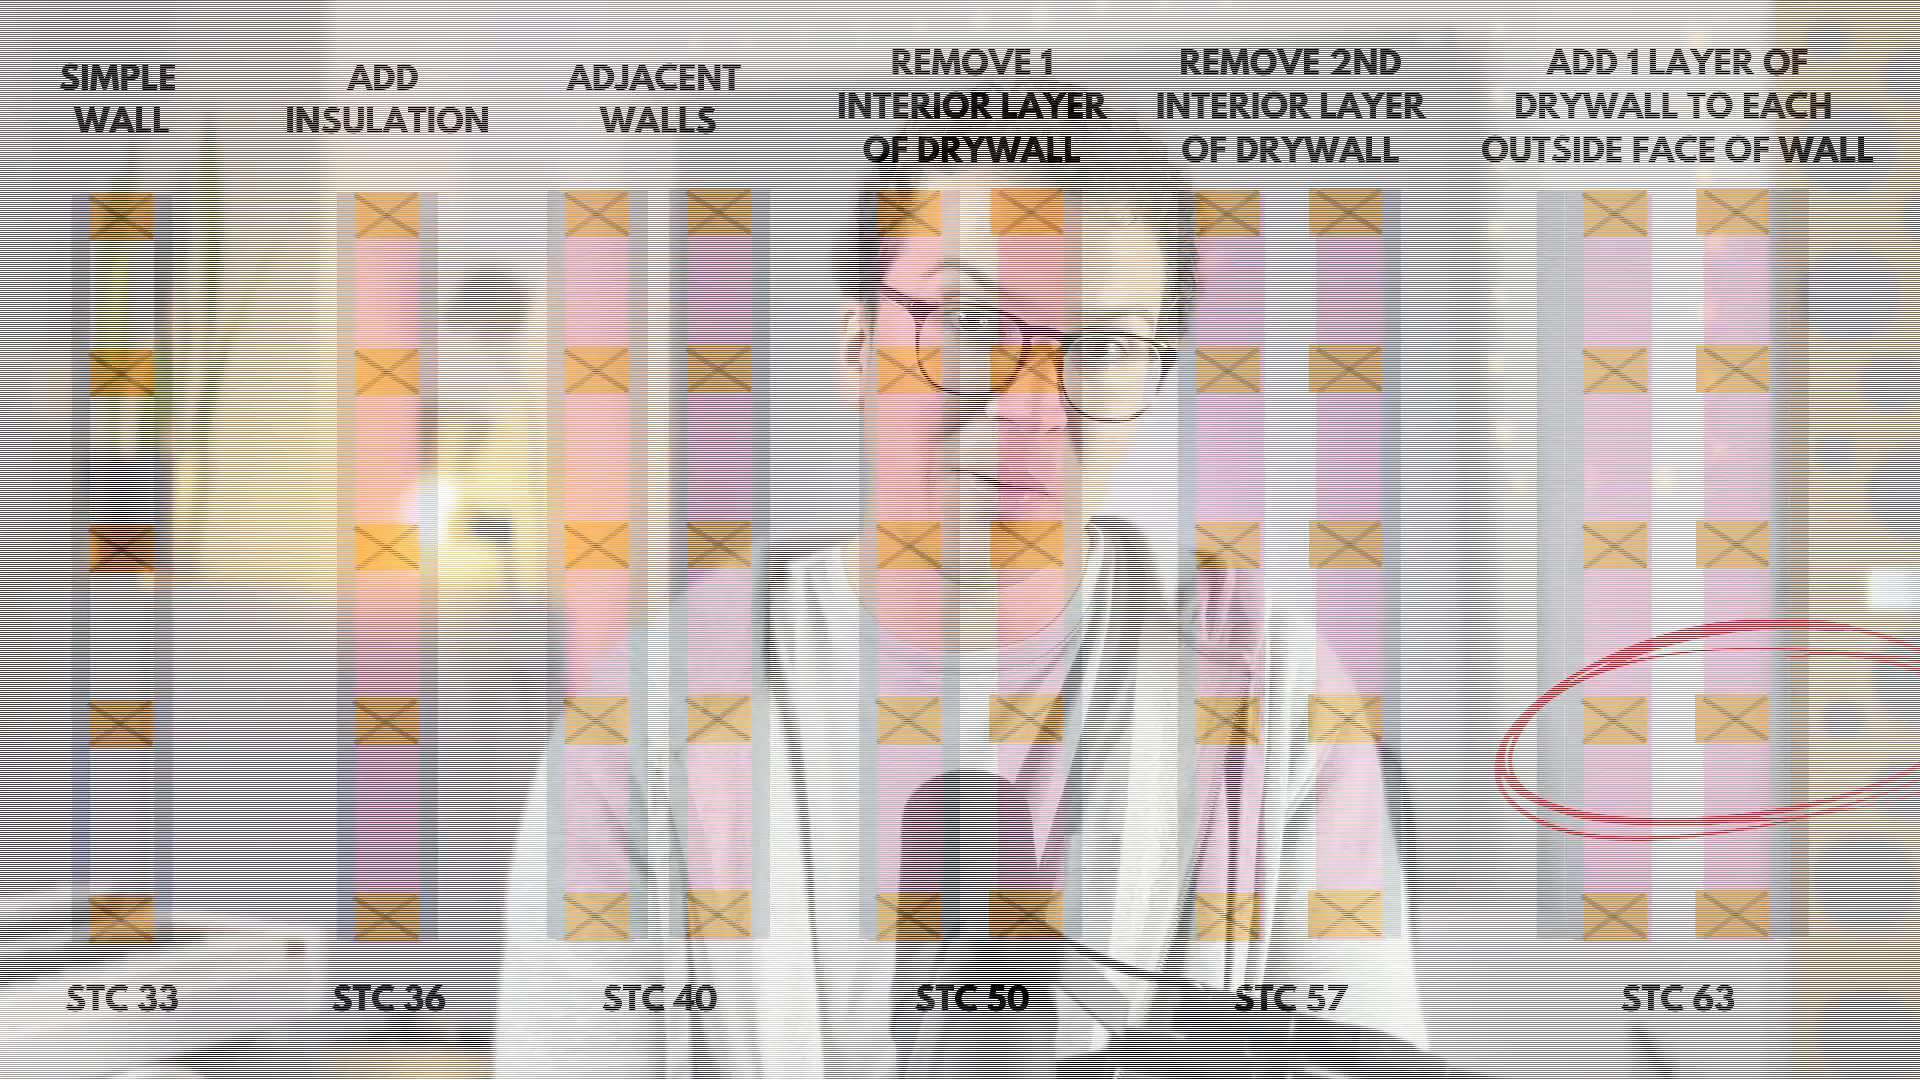 SIMPLE
WALL
ADD
INSULATION
ADJACENT
WALLS
REMOVE 1
INTERIOR LAYER
OF DRYWALL
REMOVE 2ND
INTERIOR LAYER
OF DRYWALL
ADD 1 LAYER OF
DRYWALL TO EACH
OUTSIDE FACE OF WALL
STC 33
STC 36
STC 40
STC 50
STC 57
STC 63